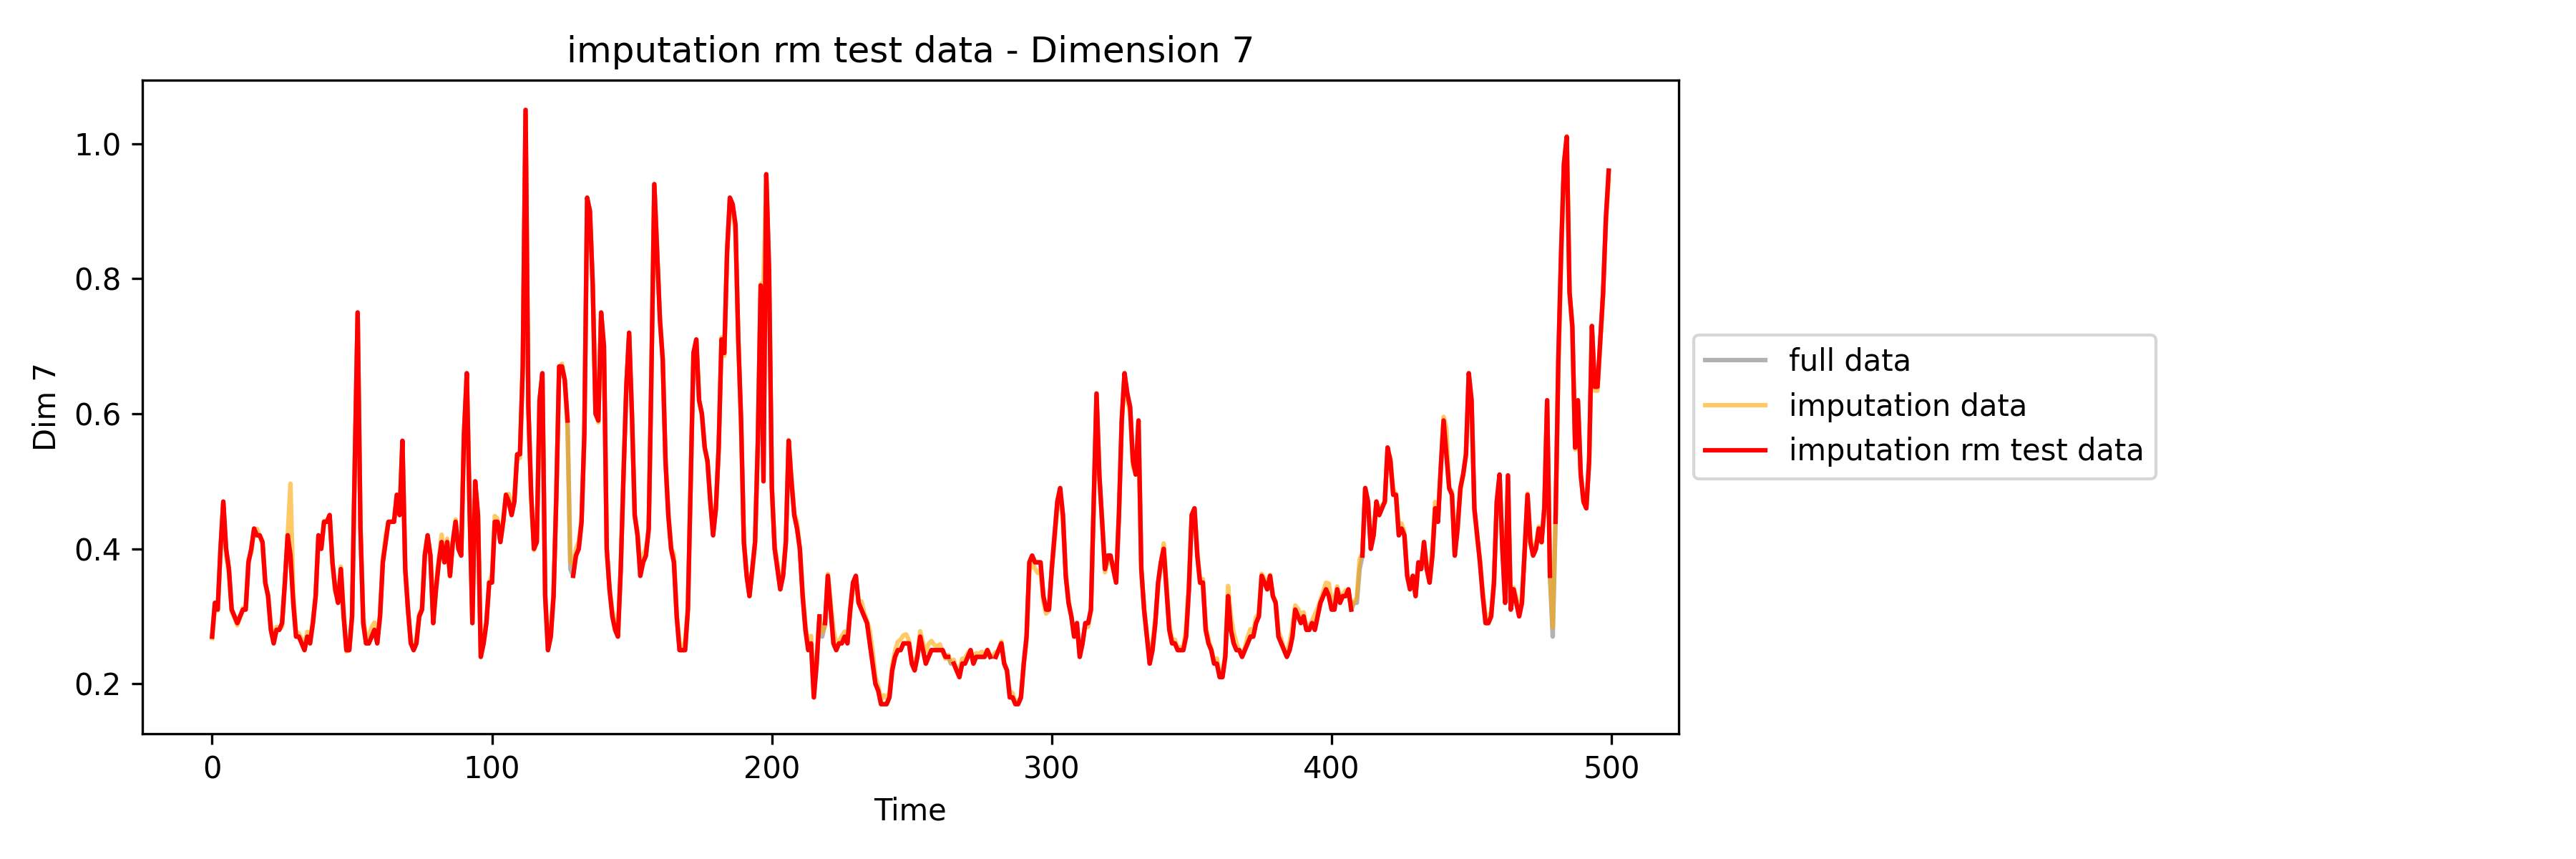 imputation rm test data - Dimension 7
1.0
0.8
0.6
0.4
0.2
Dim 7
0 100 200 300 400 500
Time
full data
imputation data
imputation rm test data